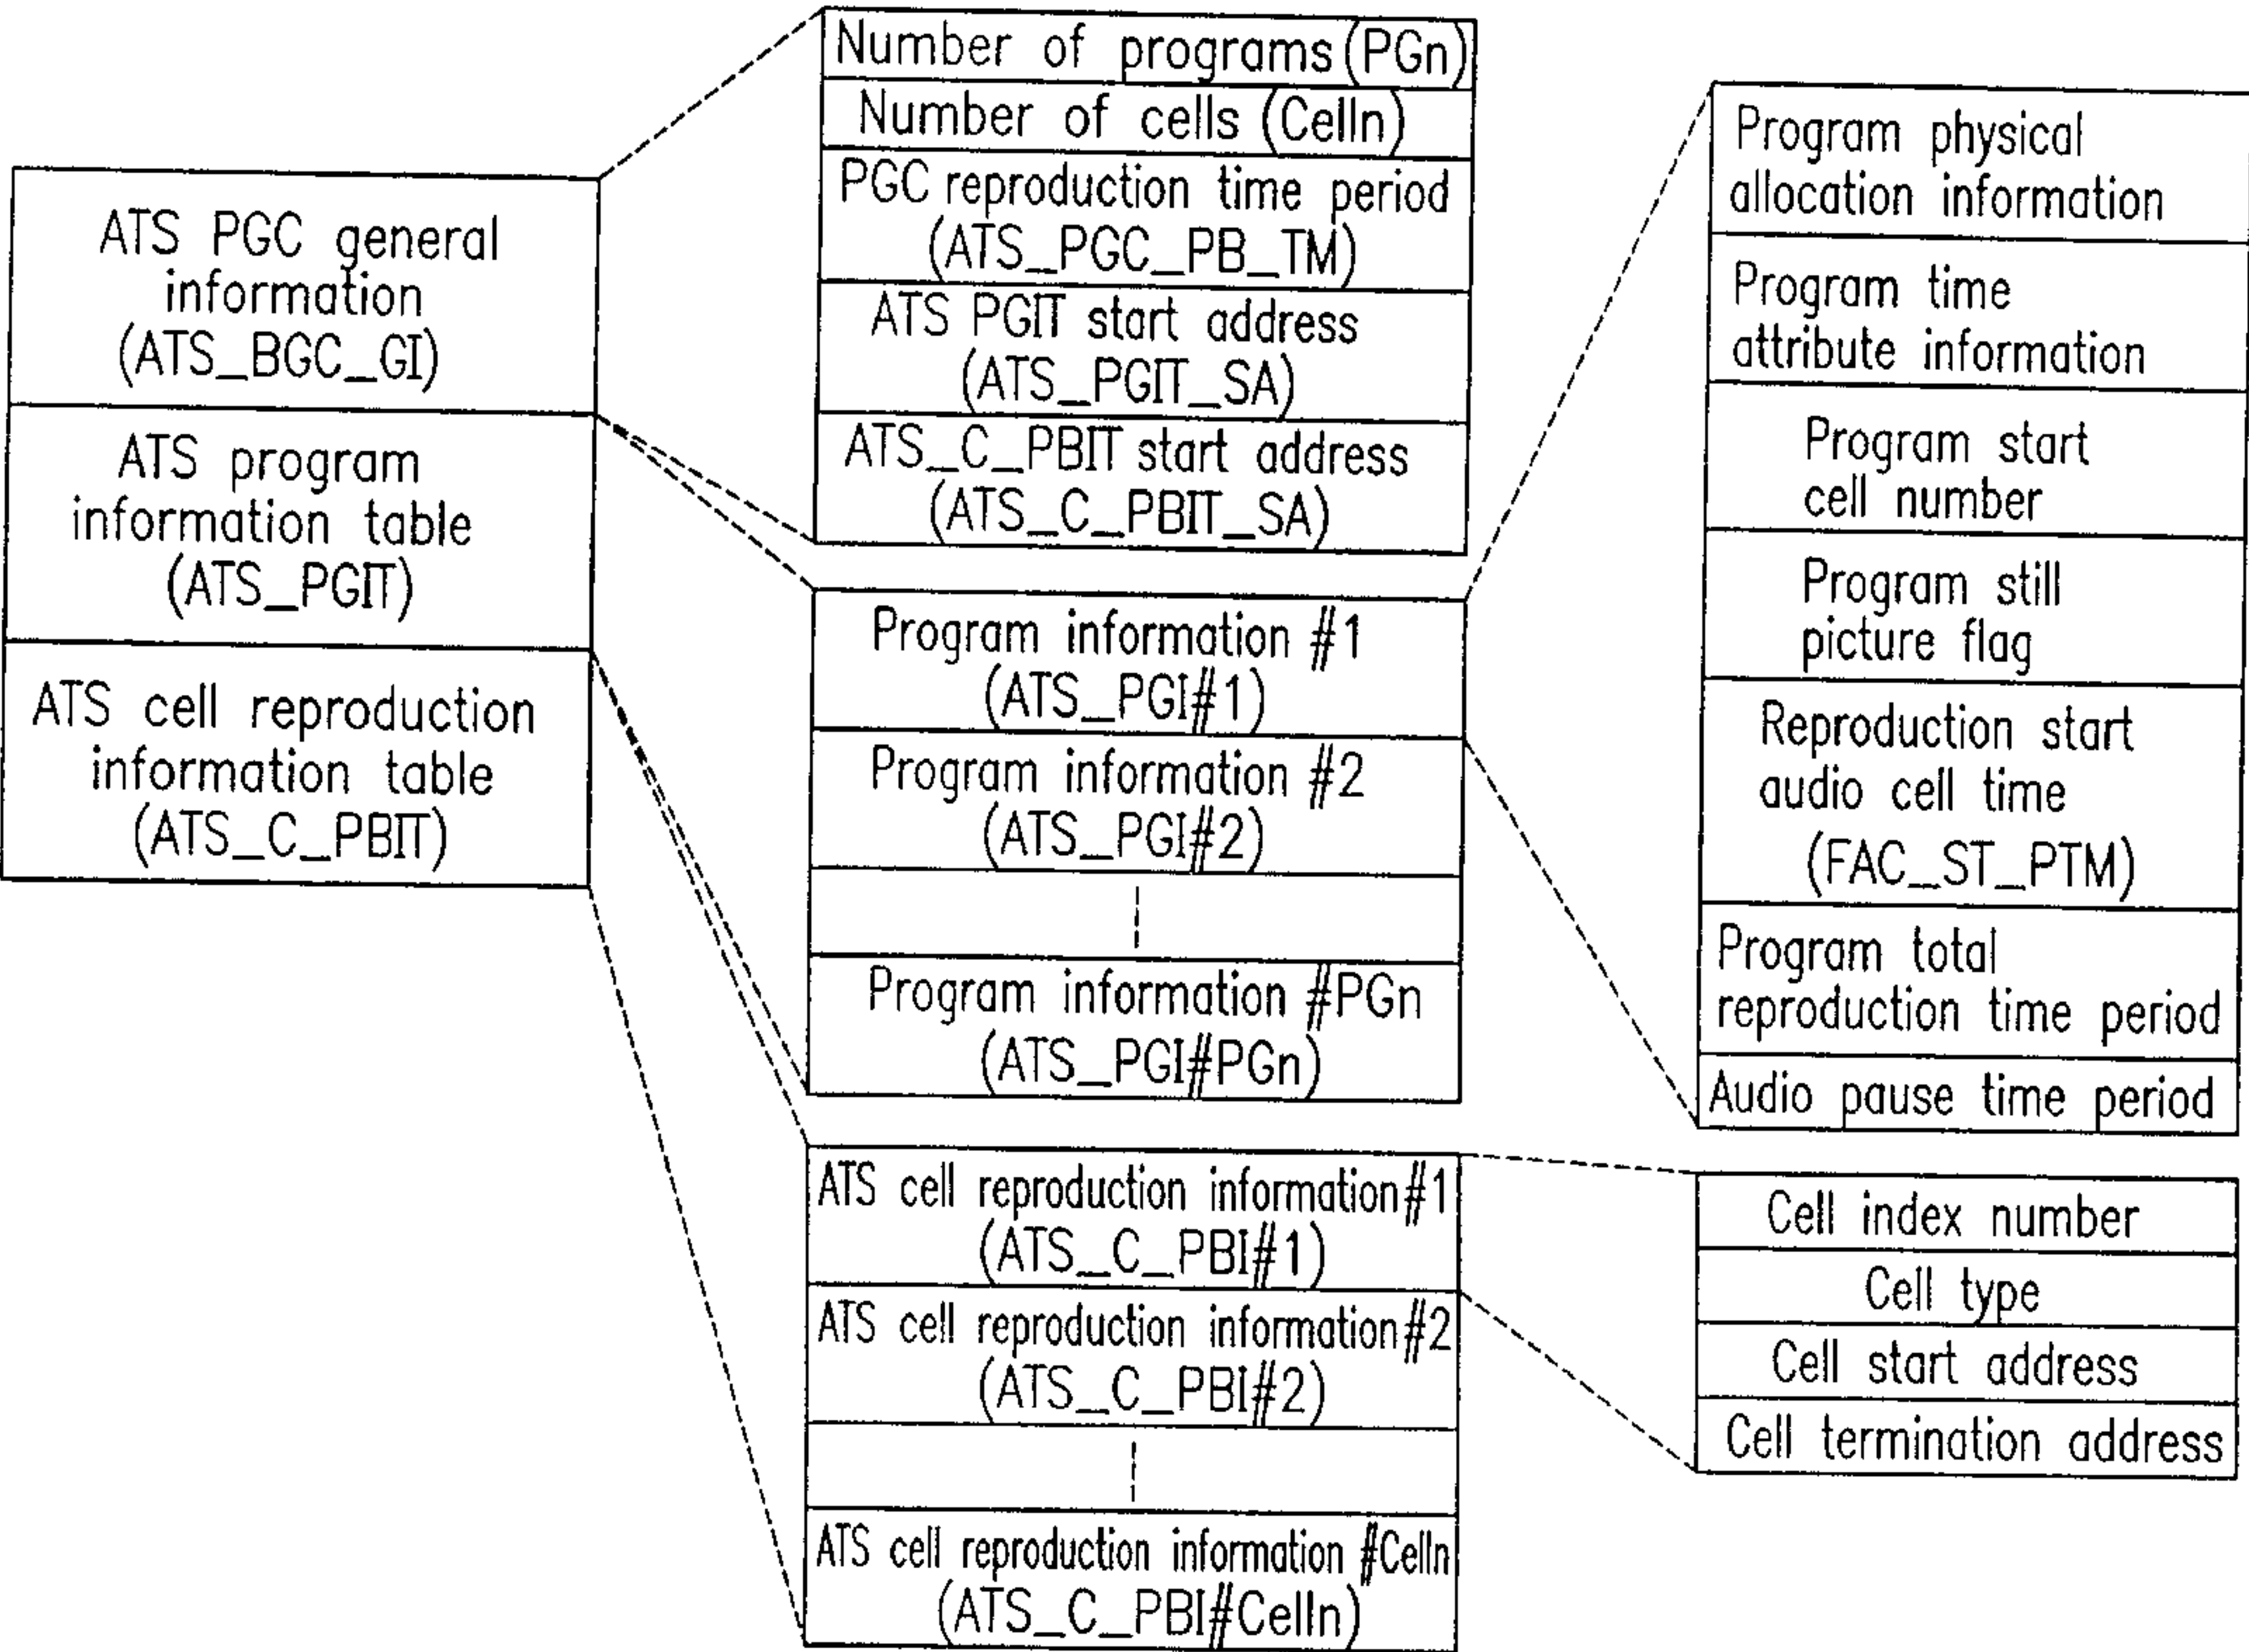 ATS PGC general
information
(ATS_BGC_GI)
ATS program
information table
(ATS_PGIT)
ATS cell reproduction
information table
(ATS_C_PBIT)
Number of programs(PGn)
Number of cells (Celln)
PGC reproduction time period
(ATS_PGC_PB_TM)
ATS PGIT start address
(ATS_PGIT_SA)
ATS_C_PBIT start address
(ATS_C_PBIT_SA)
Program information #1
(ATS_PGI#1)
Program information #2
(ATS_PGI#2)
Program information #PGn
(ATS_PGI#PGn)
ATS cell reproduction information#1
(ATS_C_PBI#1)
ATS cell reproduction information#2
(ATS_C_PBI#2)
ATS cell reproduction information #Celln
(ATS_C_PBI#Celln)
Program physical
allocation information
Program time
attribute information
Program start
cell number
Program still
picture flag
Reproduction start
audio cell time
(FAC_ST_PTM)
Program total
reproduction time period
Audio pause time period
Cell index number
Cell type
Cell start address
Cell termination address